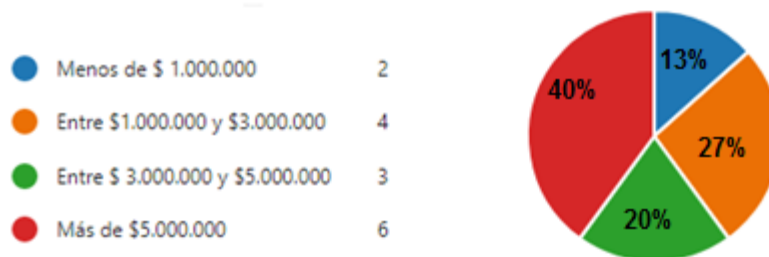 Menos de $ 1.000.000 2
Entre $1.000.000 y $3.000.000 4
Entre $ 3.000.000 y $5.000.000 3
Más de $5.000.000 6
13%
40%
27%
20%